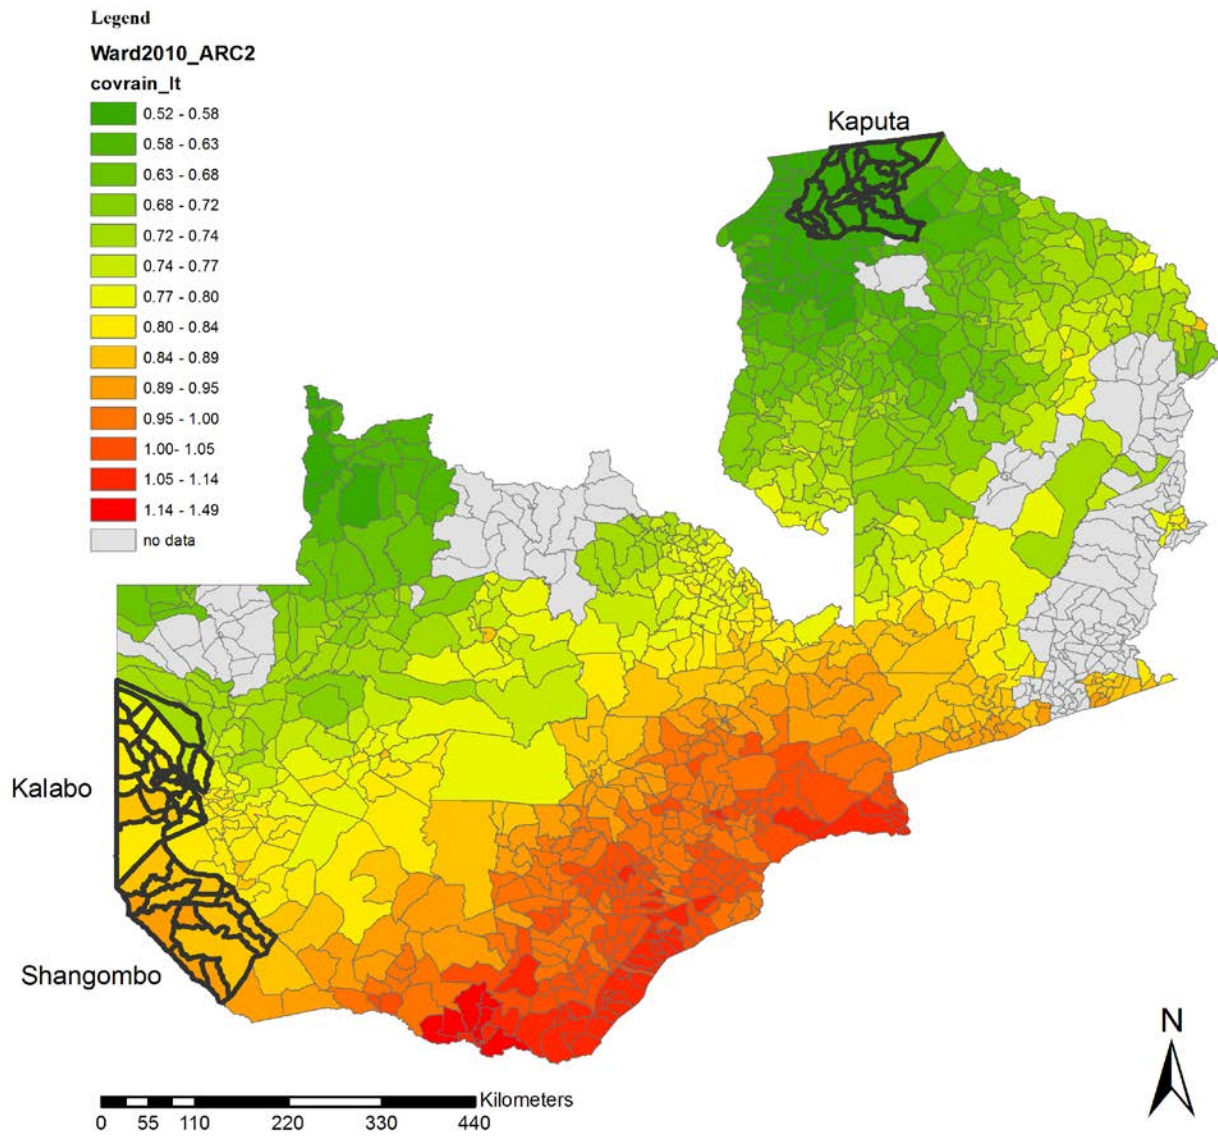 Legend
Ward2010_ARC2
covrain_lt
0.52 - 0.58
0.58 - 0.63
0.63 - 0.68
0.68 - 0.72
0.72 - 0.74
0.74 - 0.77
0.77 - 0.80
0.80 - 0.84
0.84 - 0.89
0.89 - 0.95
0.95 - 1.00
1.00- 1.05
1.05 - 1.14
1.14 - 1.49
no data
Kaputa
Kalabo
Shangombo
N
Kilometers
0 55 110 220 330 440